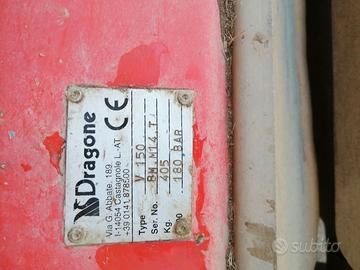 Dragone
Via G. Abbate, 189
I-14054 Castagnole L.-AT
+39 0141 878500
CE
Type V 150
Ser. No. BM.M14.T
Kg. 405
180 BAR
subito